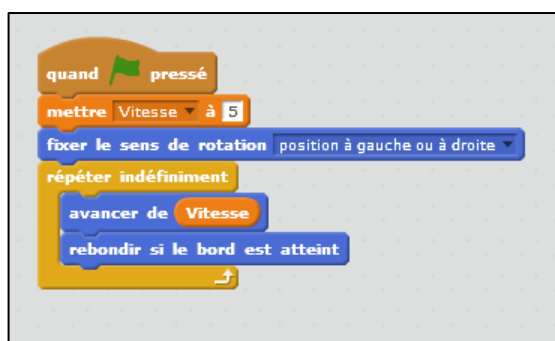 quand pressé
mettre Vitesse à 5
fixer le sens de rotation position à gauche ou à droite
répéter indéfiniment
avancer de Vitesse
rebondir si le bord est atteint